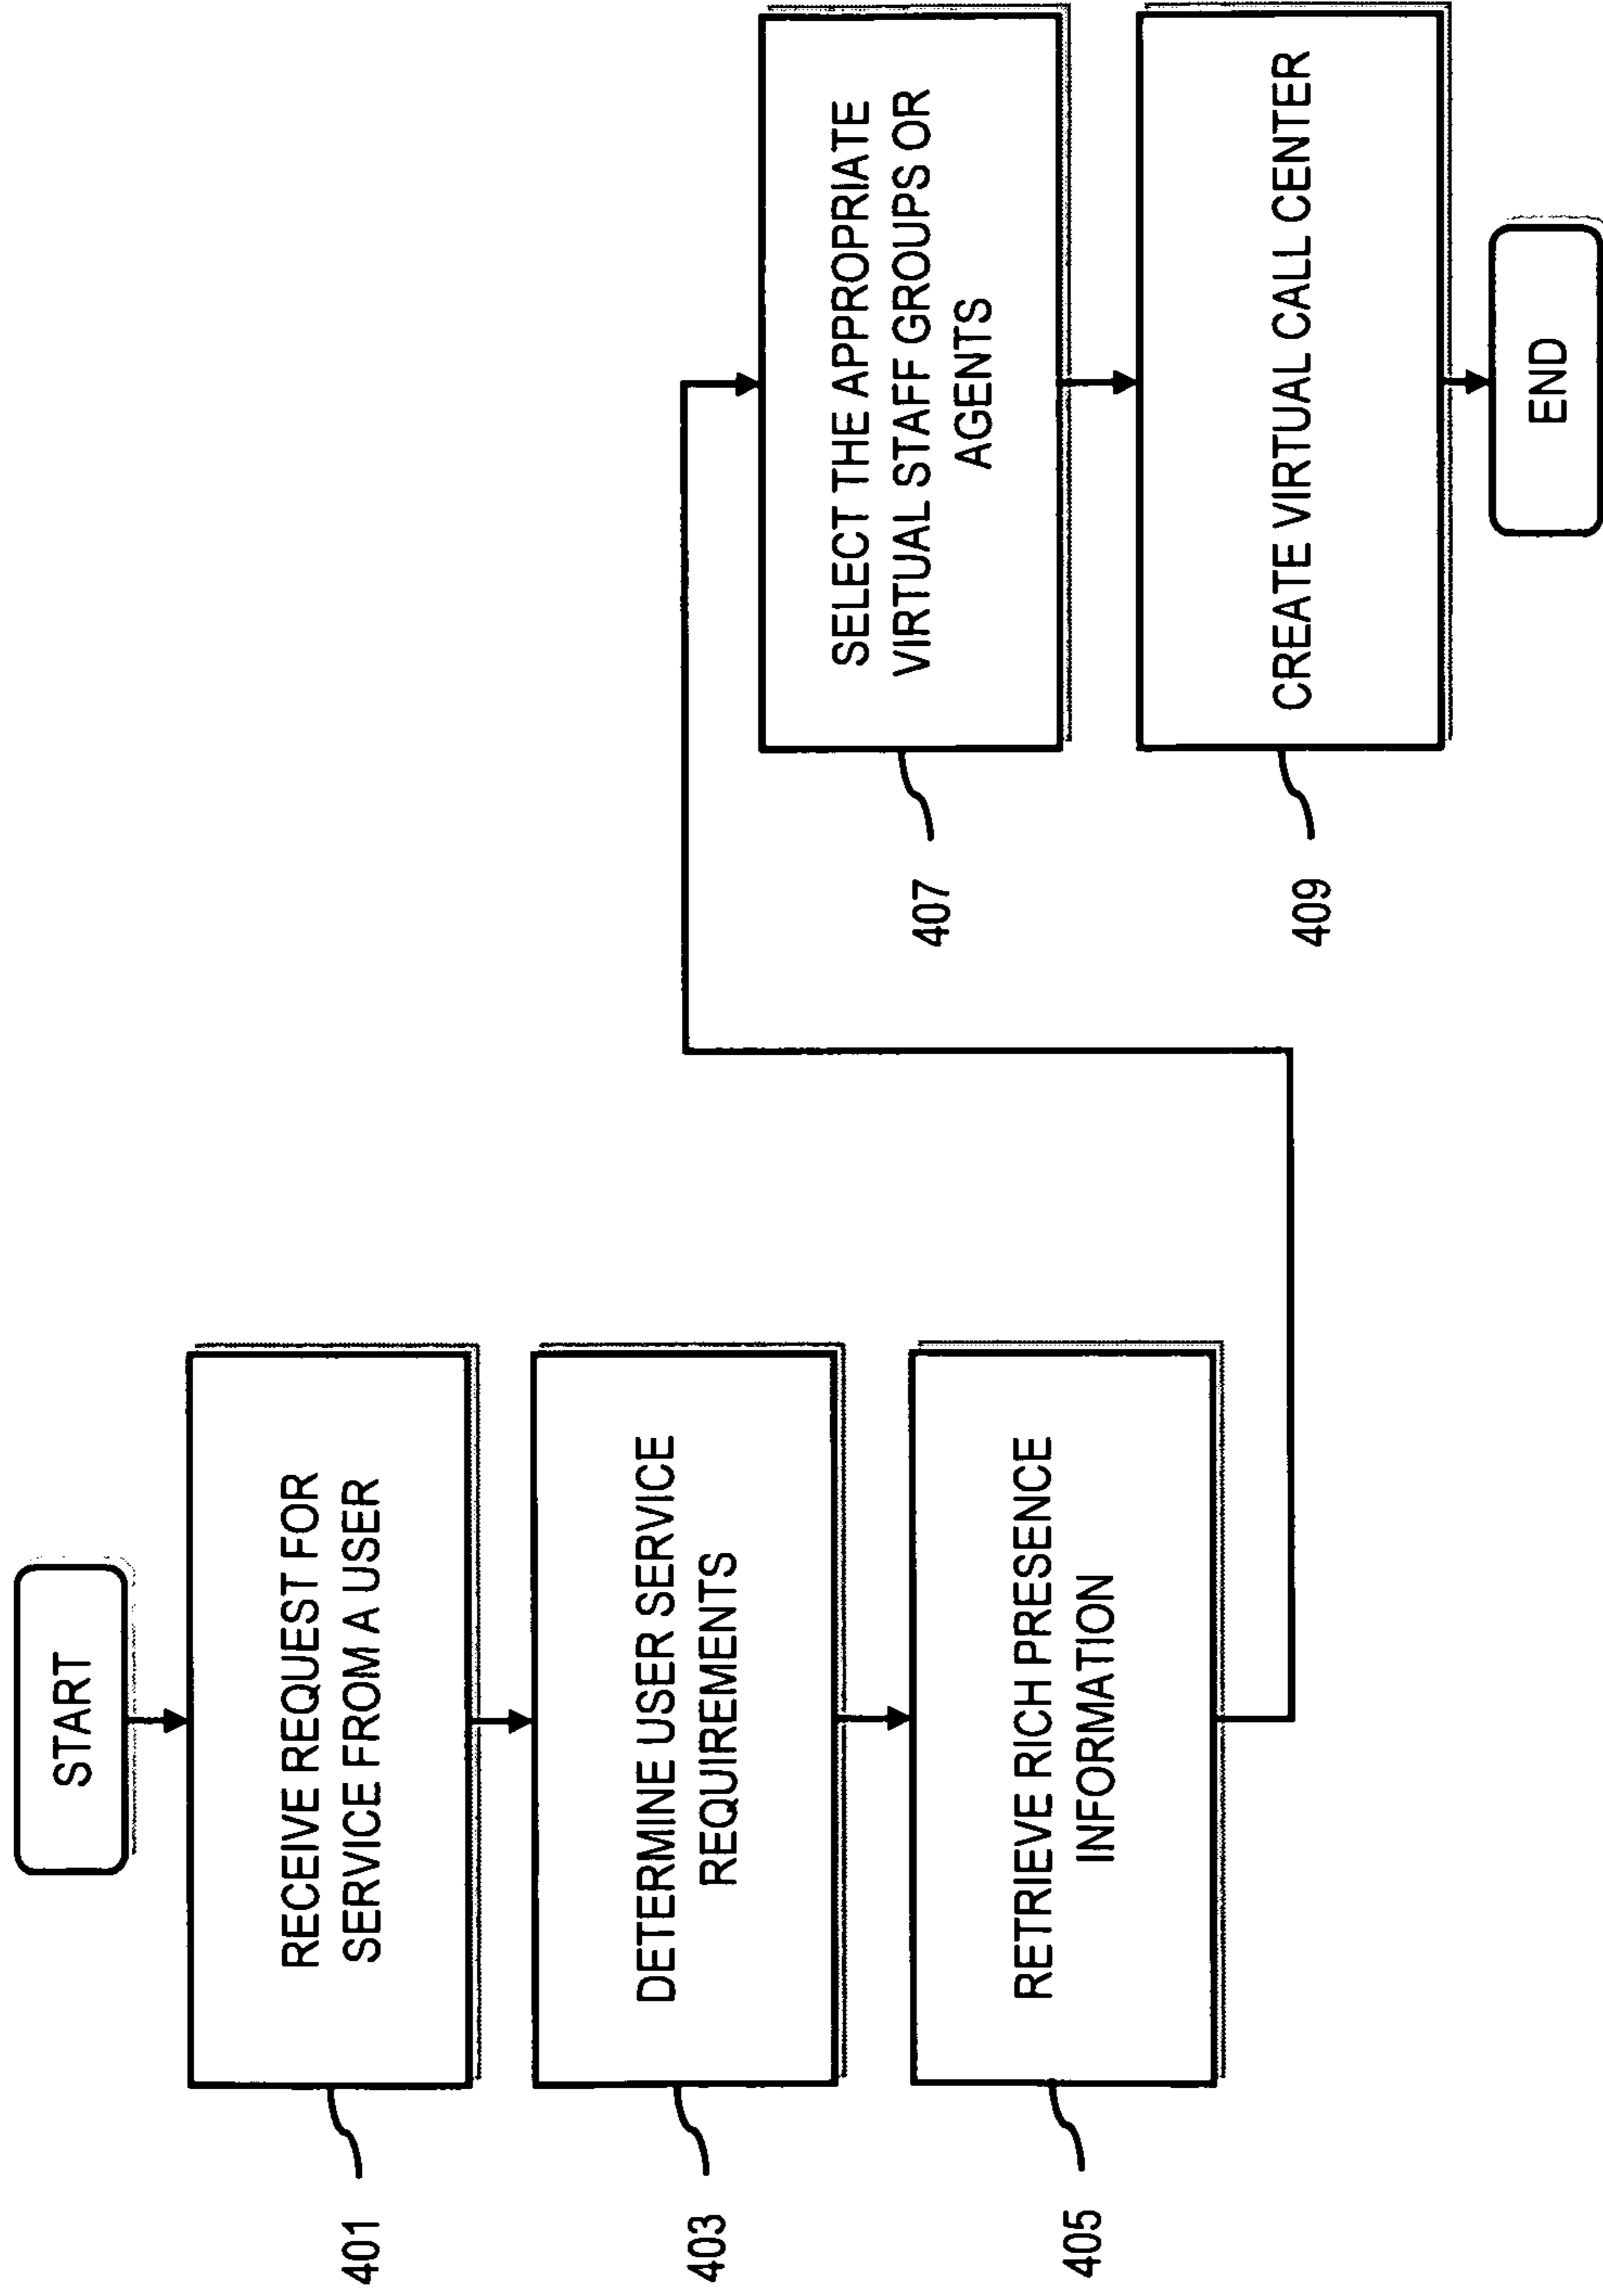 START
RECEIVE REQUEST FOR
SERVICE FROM A USER
401
DETERMINE USER SERVICE
REQUIREMENTS
403
RETRIEVE RICH PRESENCE
INFORMATION
405
SELECT THE APPROPRIATE
VIRTUAL STAFF GROUPS OR
AGENTS
407
CREATE VIRTUAL CALL CENTER
409
END